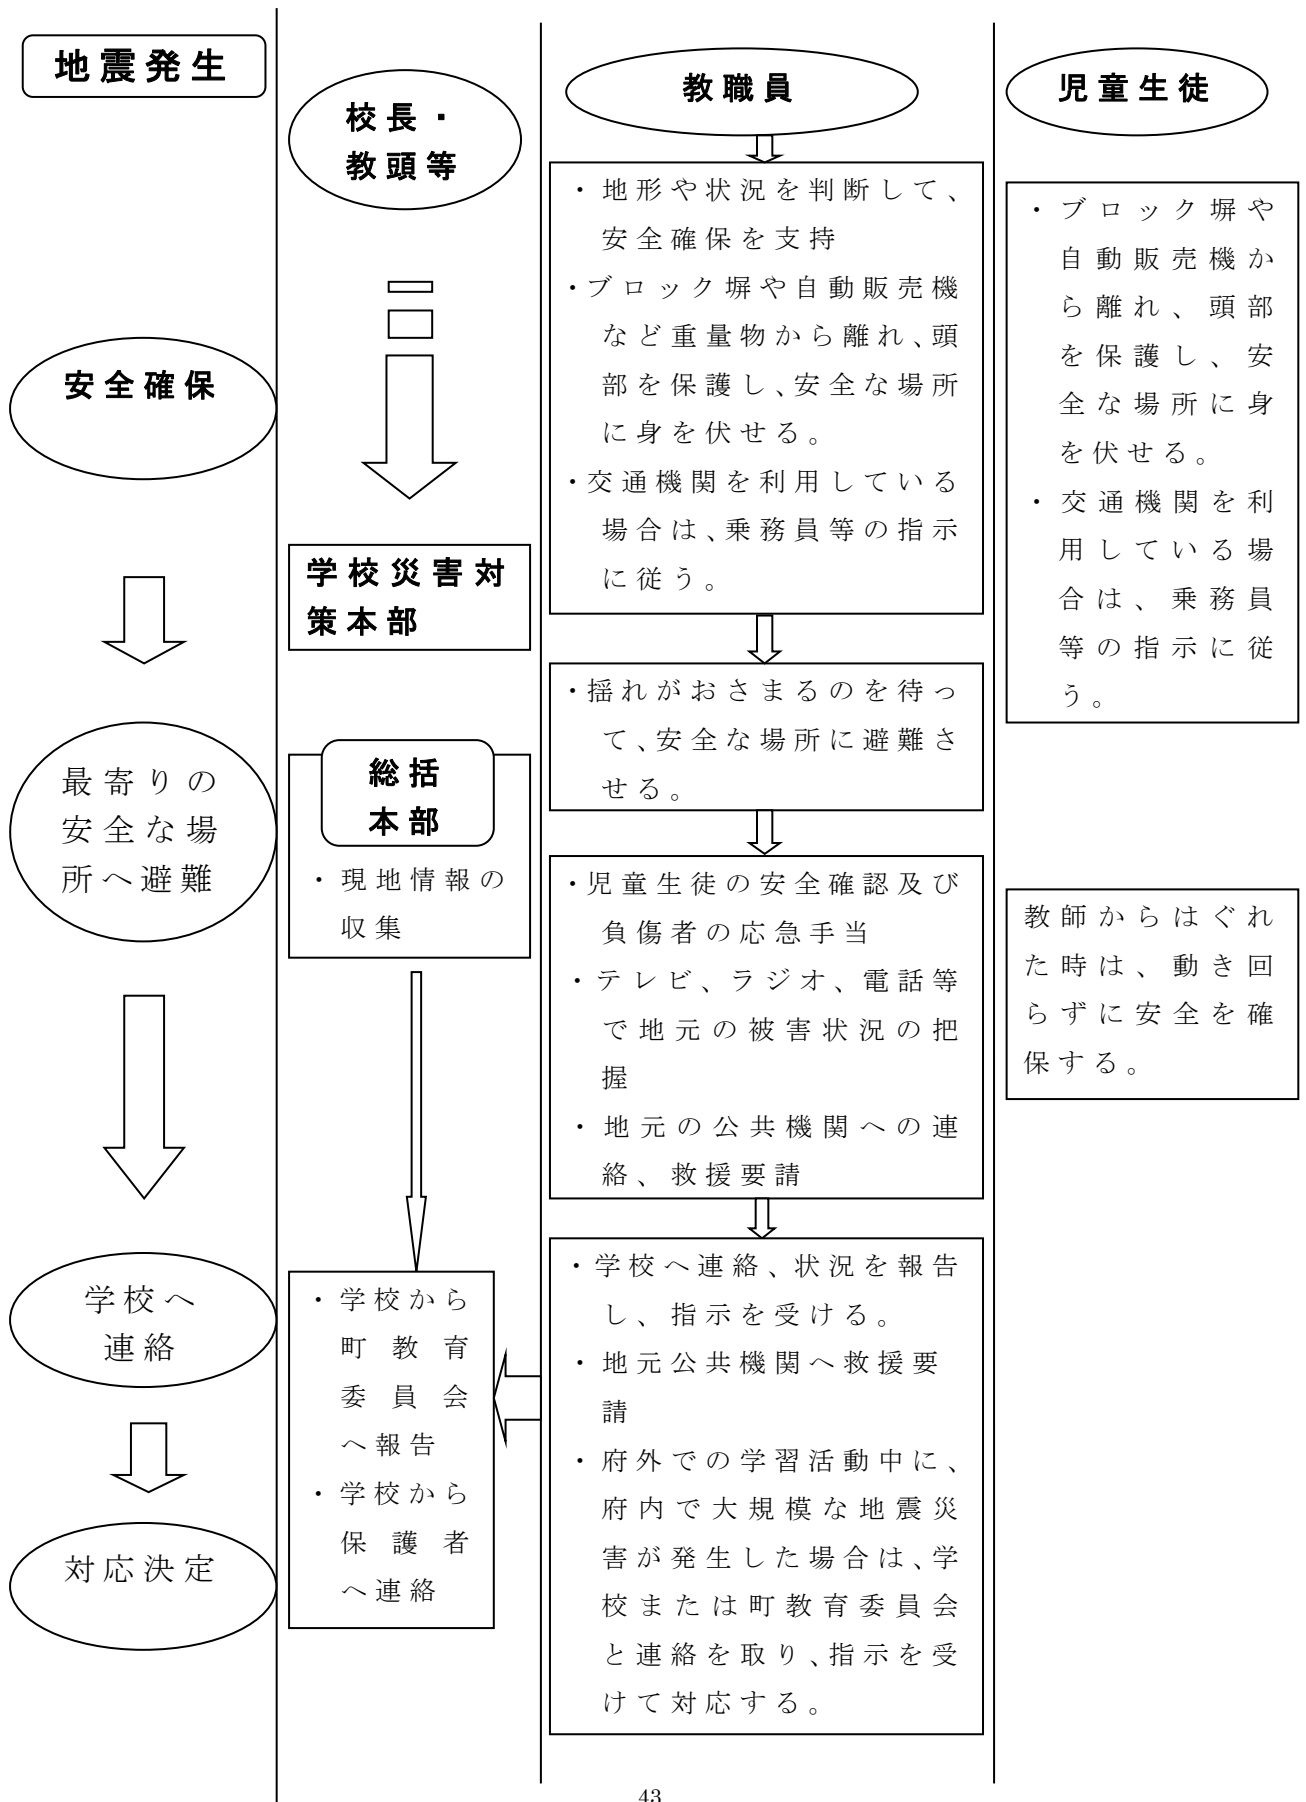 地震発生
安全確保
最寄りの
安全な場
所へ避難
学校へ
連絡
対応決定
校長・
教頭等
学校災害対
策本部
総括
本部
・現地情報の
収集
・学校から
町教育
委員会
へ報告
・学校から
保護者
へ連絡
教職員
・地形や状況を判断して、
安全確保を支持
・ブロック塀や自動販売機
など重量物から離れ、頭
部を保護し、安全な場所
に身を伏せる。
・交通機関を利用している
場合は、乗務員等の指示
に従う。
・揺れがおさまるのを待っ
て、安全な場所に避難さ
せる。
・児童生徒の安全確認及び
負傷者の応急手当
・テレビ、ラジオ、電話等
で地元の被害状況の把
握
・地元の公共機関への連
絡、救援要請
・学校へ連絡、状況を報告
し、指示を受ける。
・地元公共機関へ救援要
請
・府外での学習活動中に、
府内で大規模な地震災
害が発生した場合は、学
校または町教育委員会
と連絡を取り、指示を受
けて対応する。
児童生徒
・ブロック塀や
自動販売機か
ら離れ、頭部
を保護し、安
全な場所に身
を伏せる。
・交通機関を利
用している場
合は、乗務員
等の指示に従
う。
教師からはぐれ
た時は、動き回
らずに安全を確
保する。
43